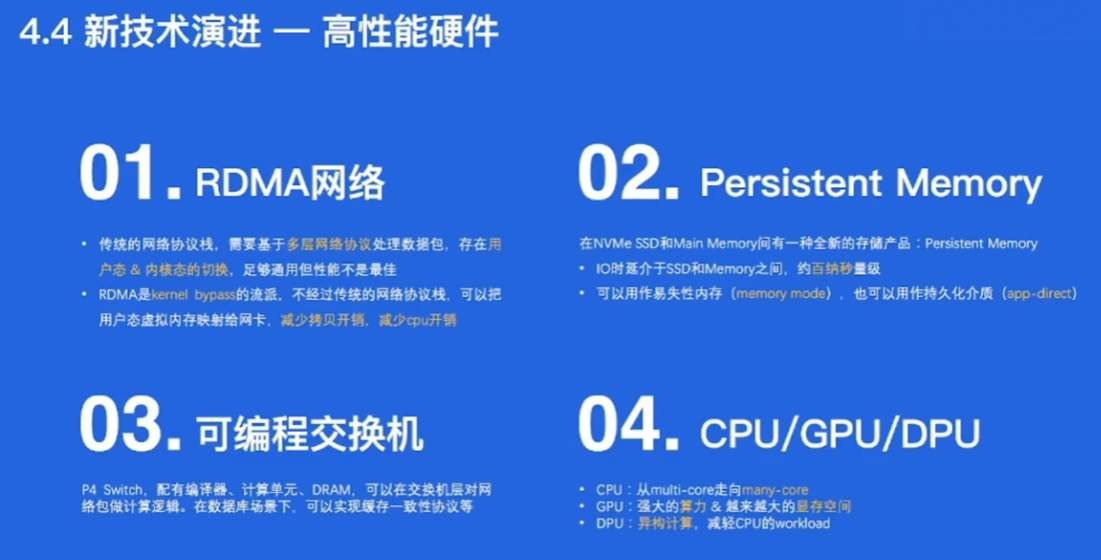 4.4 新技术演进 — 高性能硬件
01. RDMA网络
• 传统的网络协议栈，需要基于多层网络协议处理数据包，存在用
户态 & 内核态的切换，足够通用但性能不是最佳
• RDMA是kernel bypass的流派，不经过传统的网络协议栈，可以把
用户态虚拟内存映射给网卡，减少拷贝开销，减少cpu开销
02. Persistent Memory
在NVMe SSD和Main Memory间有一种全新的存储产品：Persistent Memory
• IO时延介于SSD和Memory之间，约百纳秒量级
• 可以用作易失性内存（memory mode），也可以用作持久化介质（app-direct）
03. 可编程交换机
P4 Switch，配有编译器、计算单元、DRAM，可以在交换机层对网
络包做计算逻辑。在数据库场景下，可以实现缓存一致性协议等
04. CPU/GPU/DPU
• CPU：从multi-core走向many-core
• GPU：强大的算力 & 越来越大的显存空间
• DPU：异构计算，减轻CPU的workload